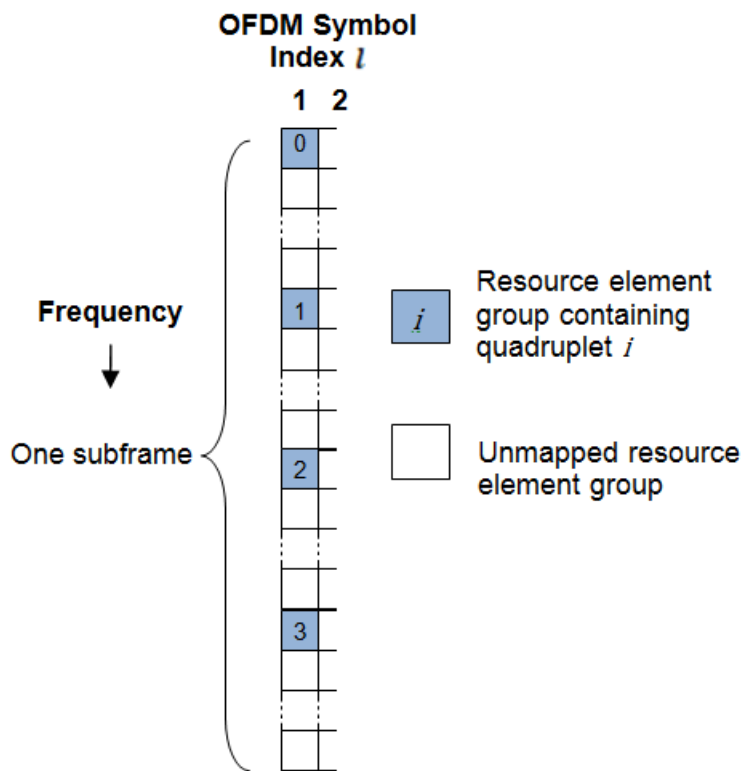 OFDM Symbol
Index l
1 2
0
1
Frequency
One subframe
2
3
i
Resource element
group containing
quadruplet i
Unmapped resource
element group